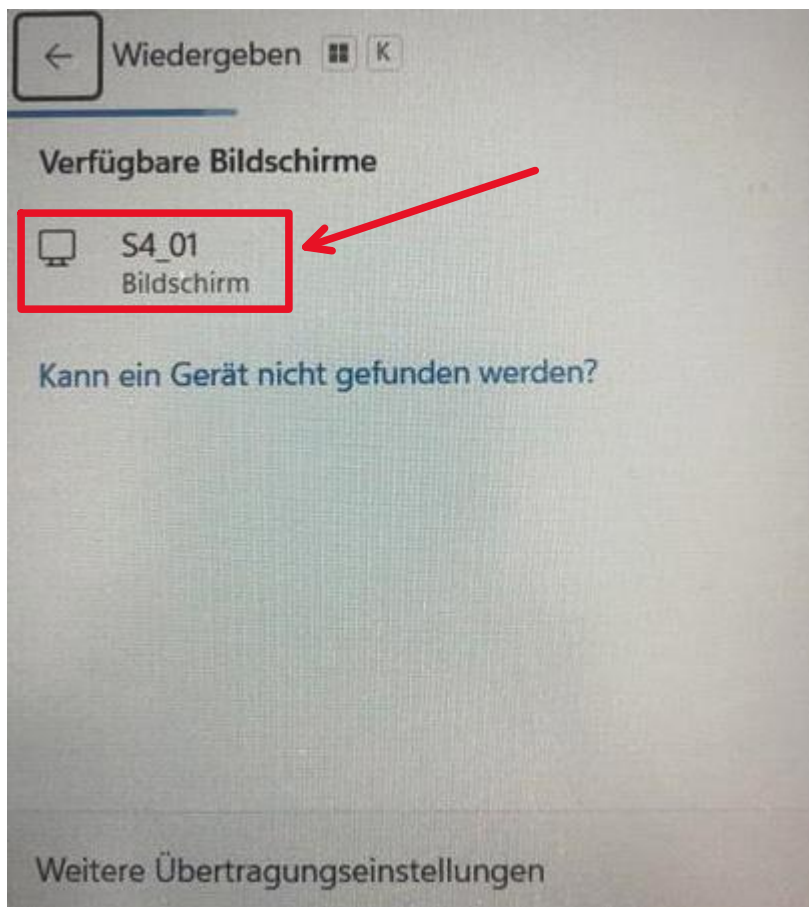 Wiedergeben K
Verfügbare Bildschirme
S4_01
Bildschirm
Kann ein Gerät nicht gefunden werden?
Weitere Übertragungseinstellungen